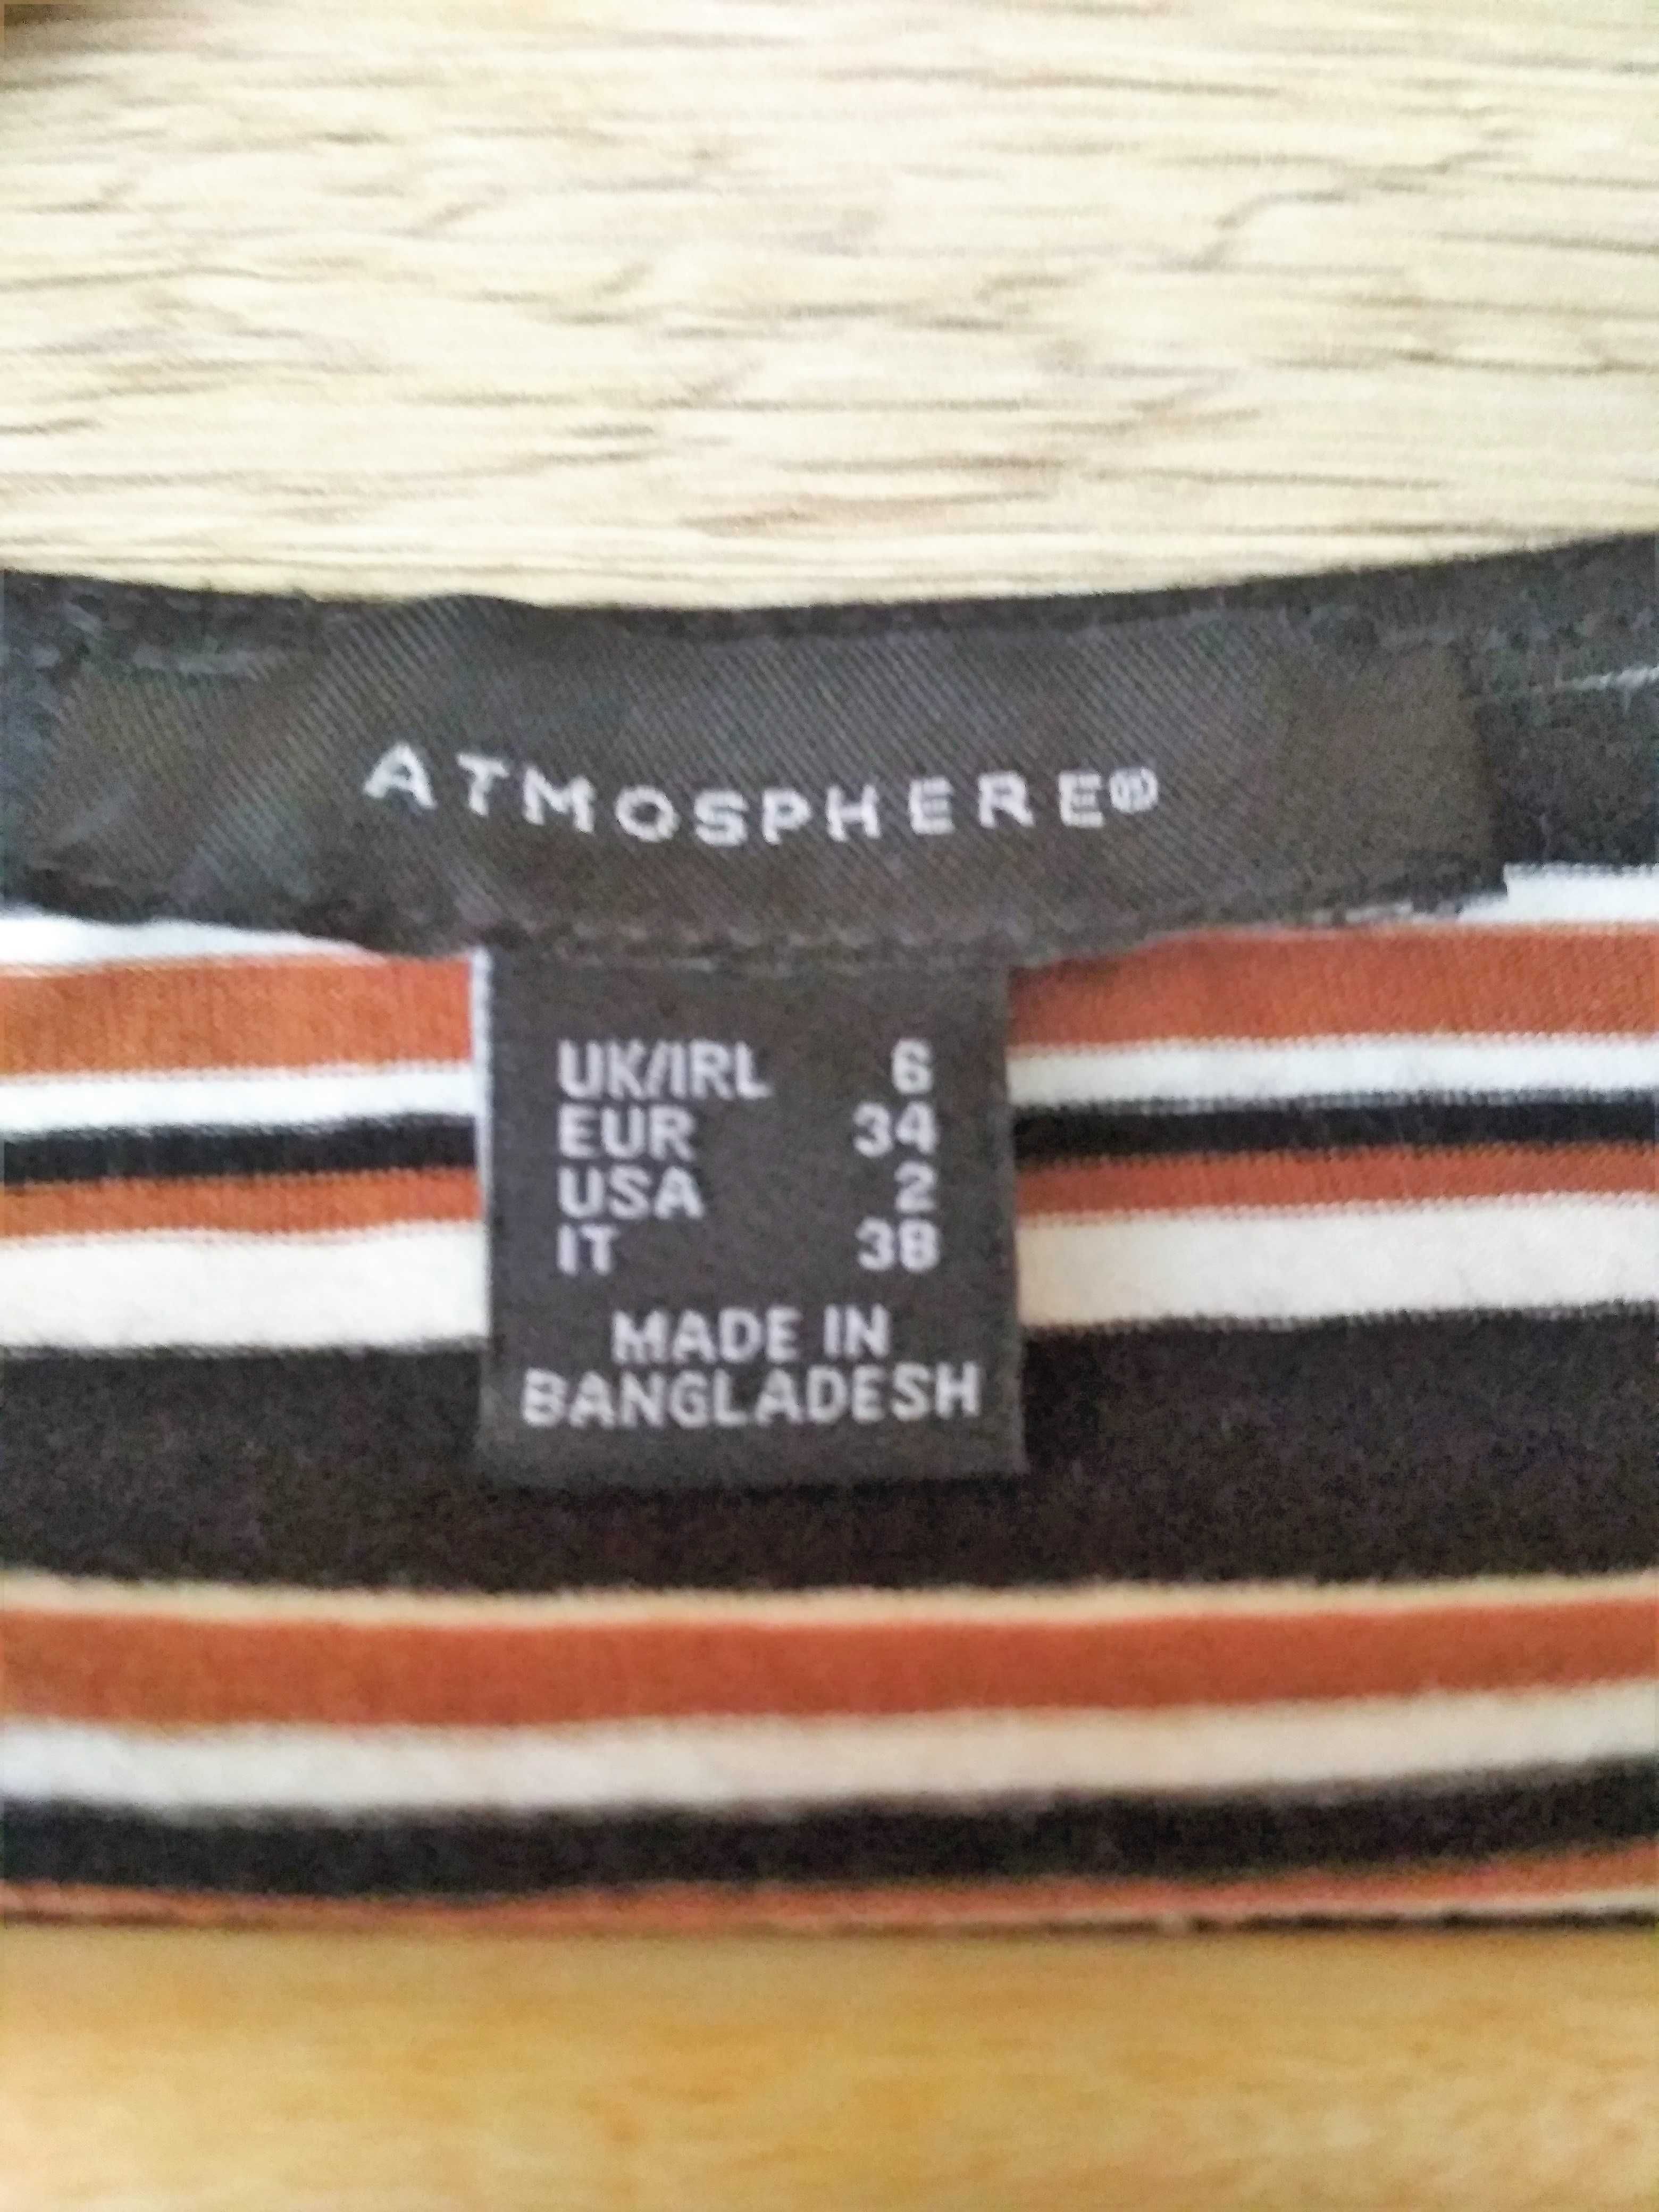 ATMOSPHERE®
UK/IRL 6
EUR 34
USA 2
IT 38
MADE IN
BANGLADESH